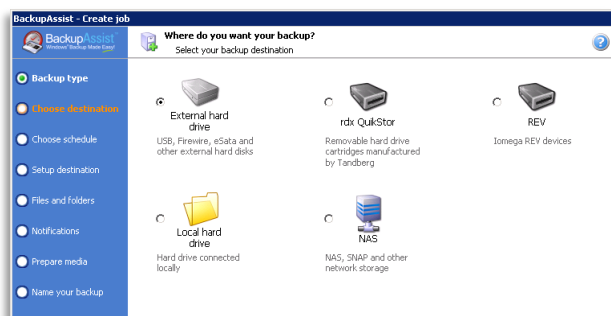 BackupAssist - Create job
BackupAssist
Windows Backup Made Easy!
Where do you want your backup?
Select your backup destination
?
Backup type
Choose destination
Choose schedule
Setup destination
Files and folders
Notifications
Prepare media
Name your backup
External hard
drive
USB, Firewire, eSata and
other external hard disks
rdx QuikStor
Removable hard drive
cartridges manufactured
by Tandberg
REV
Iomega REV devices
Local hard
drive
Hard drive connected
locally
NAS
NAS, SNAP and other
network storage